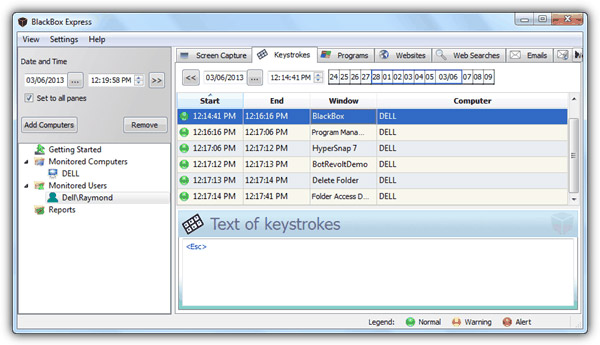 BlackBox Express
View Settings Help
Date and Time
03/06/2013 ... 12:19:58 PM >>
Set to all panes
Add Computers Remove
Getting Started
Monitored Computers
DELL
Monitored Users
Dell\Raymond
Reports
Screen Capture Keystrokes Programs Websites Web Searches Emails
<< 03/06/2013 ... 12:14:41 PM 24 25 26 27 28 01 02 03 04 05 03/06 07 08 09
Start End Window Computer
12:14:41 PM 12:16:16 PM BlackBox DELL
12:16:16 PM 12:17:06 PM Program Mana... DELL
12:17:06 PM 12:17:12 PM HyperSnap 7 DELL
12:17:12 PM 12:17:13 PM BotRevoltDemo DELL
12:17:13 PM 12:17:14 PM Delete Folder DELL
12:17:14 PM 12:17:41 PM Folder Access D... DELL
Text of keystrokes
<Esc>
Legend: Normal Warning Alert